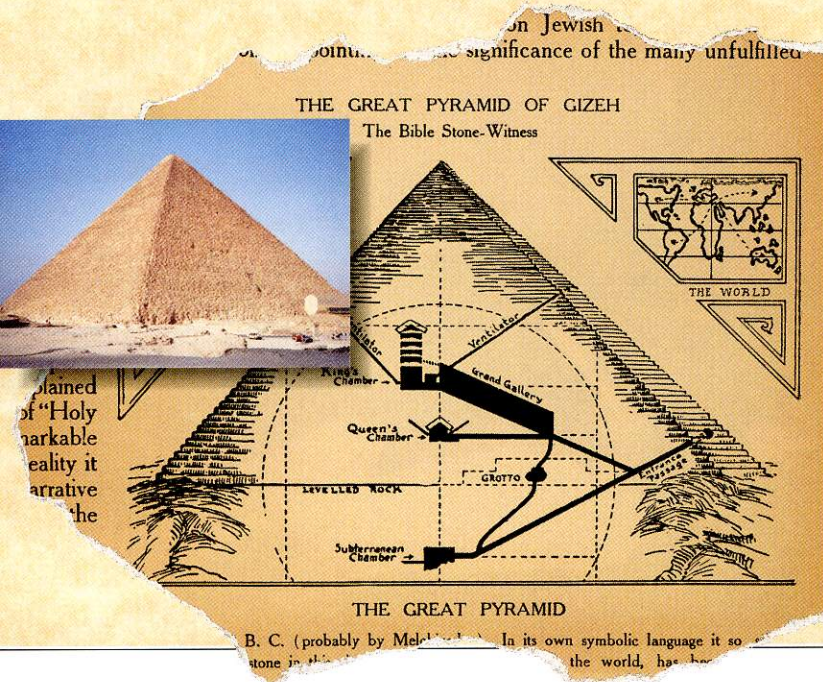 on Jewish
significance of the many unfulfilled
THE GREAT PYRAMID OF GIZEH
The Bible Stone-Witness
THE WORLD
Ventilator
King's
Chamber
Grand Gallery
Queen's
Chamber
GROTTO
Entrance
Passage
LEVELLED ROCK
Subterranean
Chamber
plained
of "Holy
markable
eality it
arrative
the
THE GREAT PYRAMID
B. C. (probably by In its own symbolic language it so
stone in the world, has